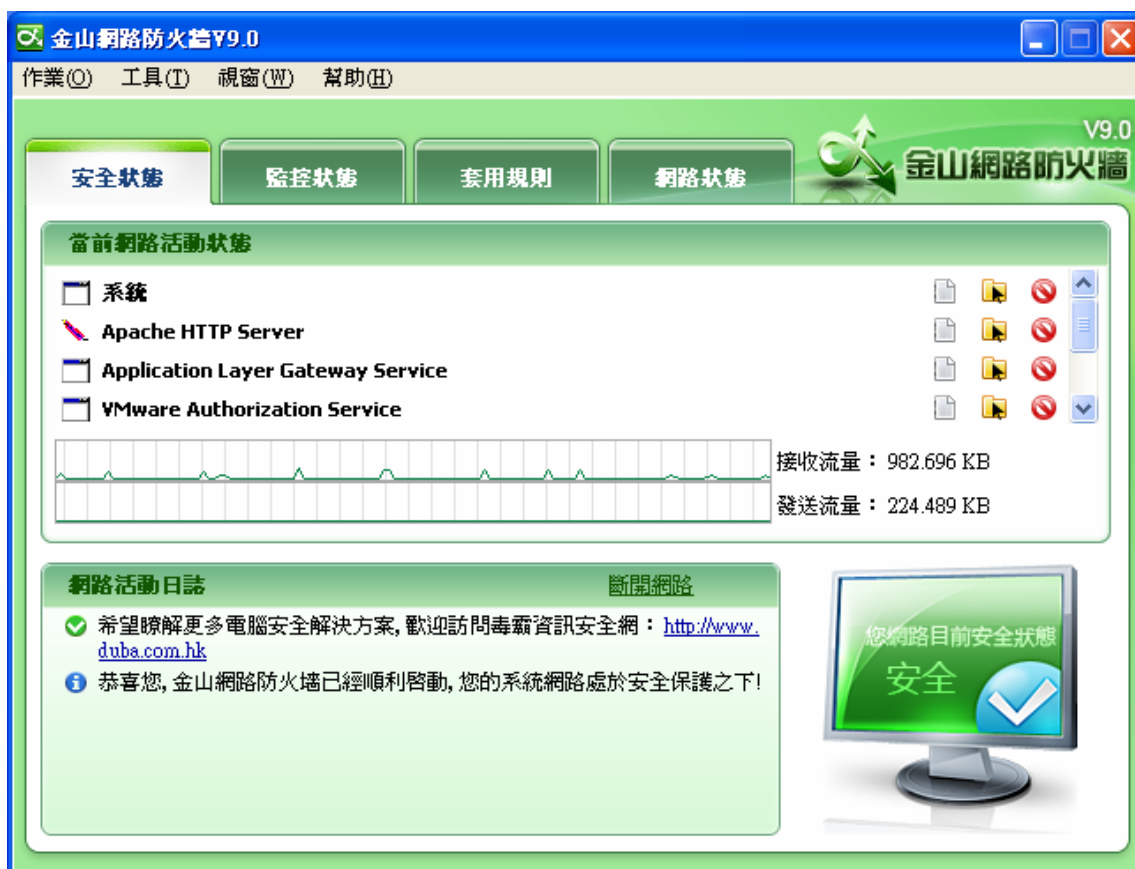 金山網路防火墻V9.0
作業(O) 工具(T) 視窗(W) 幫助(H)
V9.0
金山網路防火牆
安全狀態 監控狀態 套用規則 網路狀態
當前網路活動狀態
系統
Apache HTTP Server
Application Layer Gateway Service
VMware Authorization Service
接收流量：982.696 KB
發送流量：224.489 KB
網路活動日誌 斷開網路
希望瞭解更多電腦安全解決方案, 歡迎訪問毒霸資訊安全網：http://www.
duba.com.hk
恭喜您, 金山網路防火墻已經順利啓動, 您的系統網路處於安全保護之下!
您網路目前安全狀態
安全